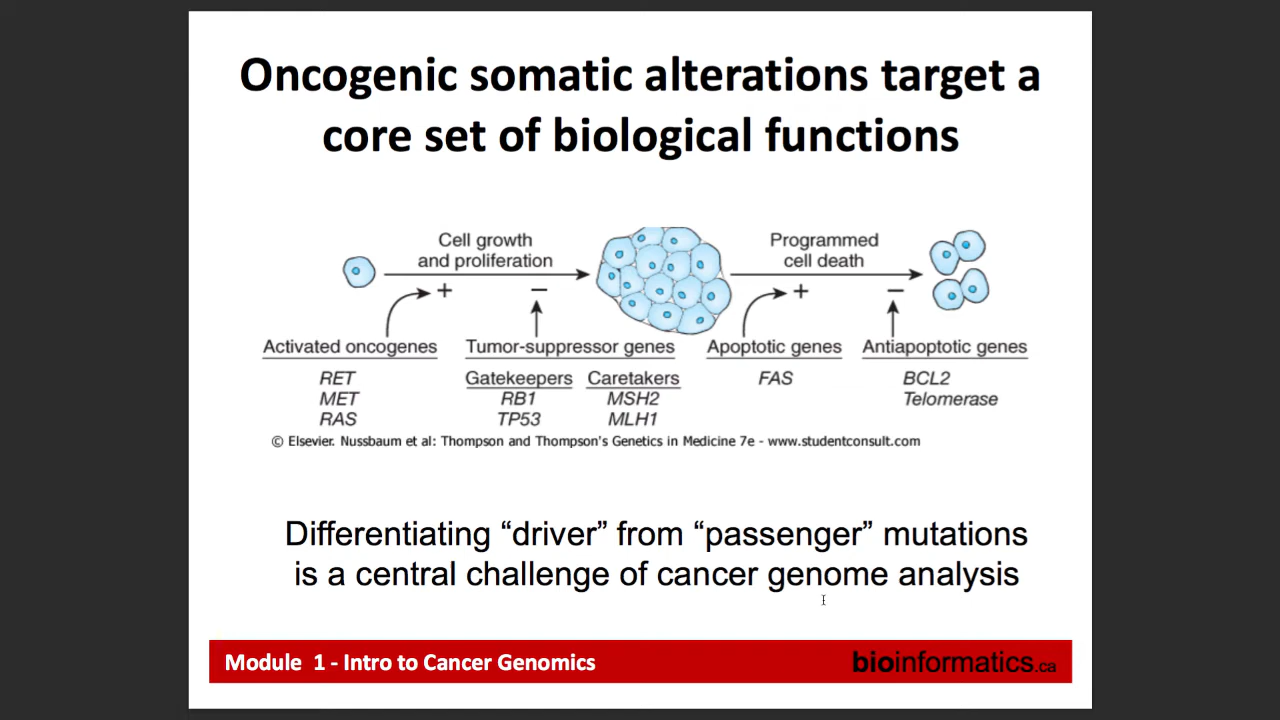 Oncogenic somatic alterations target a
core set of biological functions
Cell growth
and proliferation
Programmed
cell death
+
−
+
−
Activated oncogenes
RET
MET
RAS
Tumor-suppressor genes
Gatekeepers
RB1
TP53
Caretakers
MSH2
MLH1
Apoptotic genes
FAS
Antiapoptotic genes
BCL2
Telomerase
© Elsevier. Nussbaum et al: Thompson and Thompson's Genetics in Medicine 7e - www.studentconsult.com
Differentiating “driver” from “passenger” mutations
is a central challenge of cancer genome analysis
Module 1 - Intro to Cancer Genomics
bioinformatics.ca